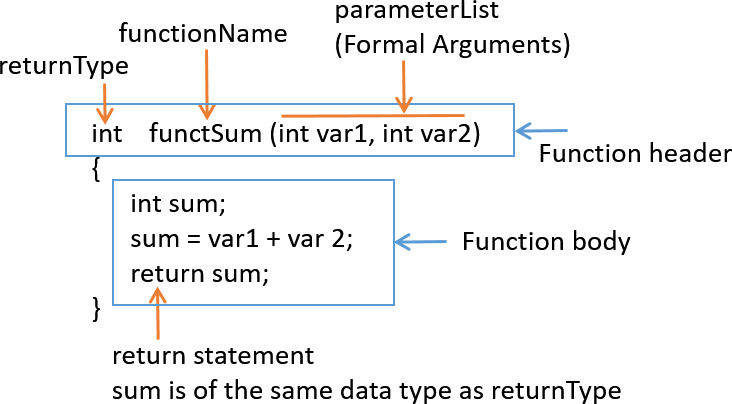 parameterList
(Formal Arguments)
functionName
returnType
int functSum (int var1, int var2)
Function header
{
int sum;
sum = var1 + var 2;
return sum;
Function body
}
return statement
sum is of the same data type as returnType